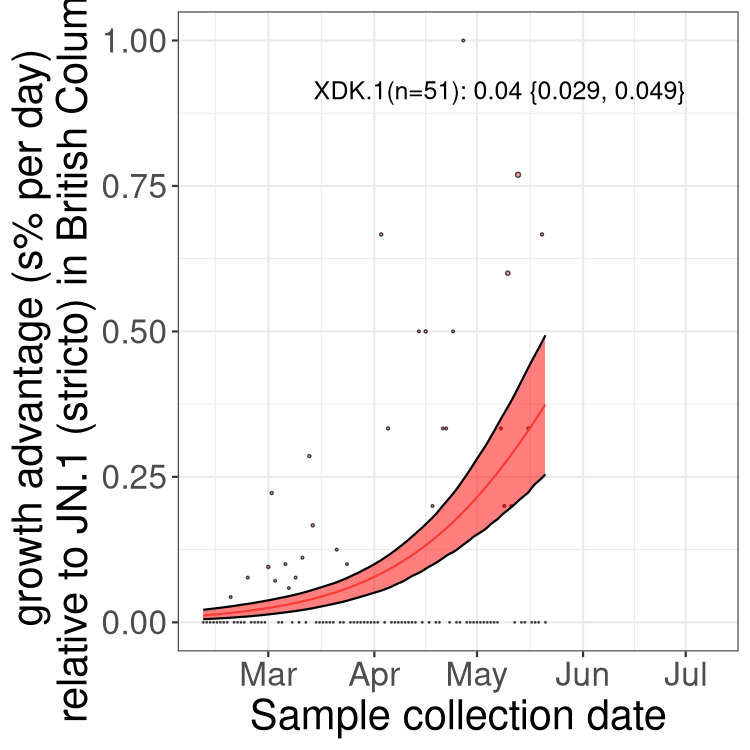 growth advantage (s% per day)
relative to JN.1 (stricto) in British Colum
1.00
0.75
0.50
0.25
0.00
XDK.1(n=51): 0.04 {0.029, 0.049}
Mar Apr May Jun Jul
Sample collection date